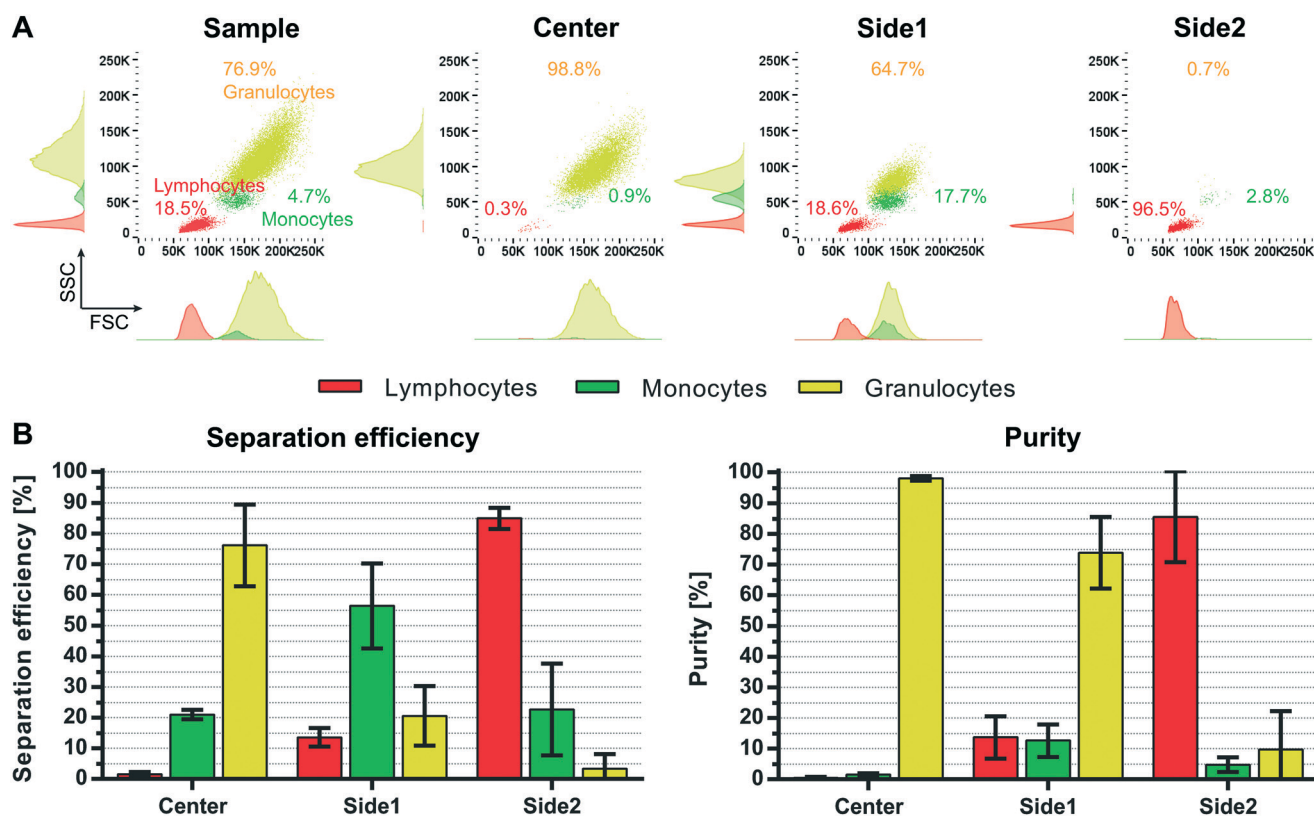 A
Sample
Center
Side1
Side2
250K
200K
150K
100K
50K
0
76.9%
Granulocytes
Lymphocytes
18.5%
4.7%
Monocytes
0 50K 100K 150K 200K 250K
250K
200K
150K
100K
50K
0
98.8%
0.3%
0.9%
0 50K 100K 150K 200K 250K
250K
200K
150K
100K
50K
0
64.7%
18.6%
17.7%
0 50K 100K 150K 200K 250K
250K
200K
150K
100K
50K
0
0.7%
96.5%
2.8%
0 50K 100K 150K 200K 250K
SSC
FSC
Lymphocytes Monocytes Granulocytes
B
Separation efficiency
Separation efficiency [%]
100
90
80
70
60
50
40
30
20
10
0
Center Side1 Side2
Purity
Purity [%]
100
90
80
70
60
50
40
30
20
10
0
Center Side1 Side2